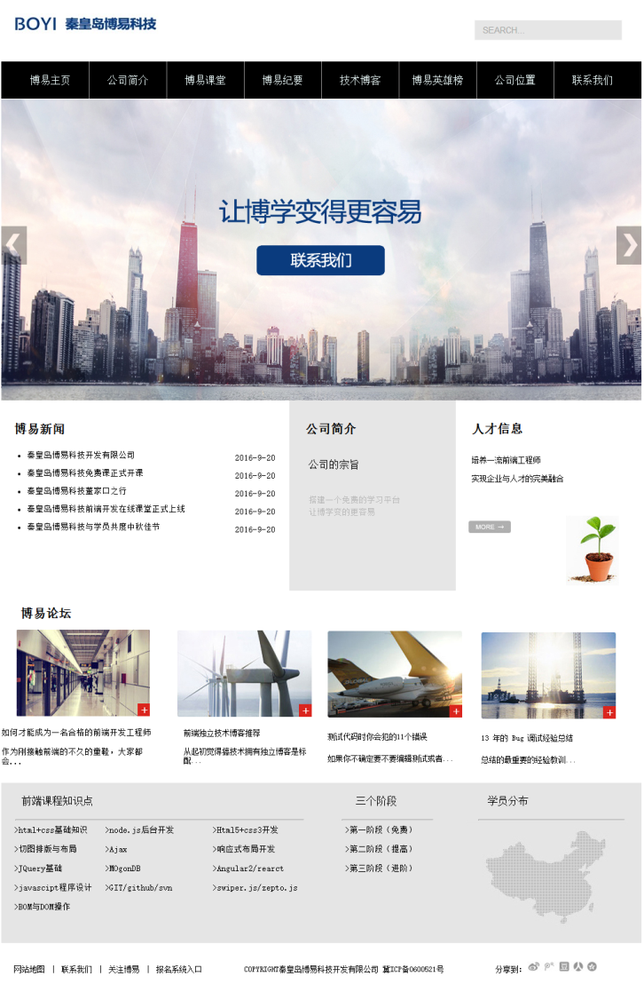 BOYI 秦皇岛博易科技
SEARCH...
博易主页 公司简介 博易课堂 博易纪要 技术博客 博易英雄榜 公司位置 联系我们
让博学变得更容易
联系我们
博易新闻
秦皇岛博易科技开发有限公司 2016-9-20
秦皇岛博易科技免费课正式开课 2016-9-20
秦皇岛博易科技董家口之行 2016-9-20
秦皇岛博易科技前端开发在线课堂正式上线 2016-9-20
秦皇岛博易科技与学员共度中秋佳节 2016-9-20
公司简介
公司的宗旨
搭建一个免费的学习平台
让博学变的更容易
人才信息
培养一流前端工程师
实现企业与人才的完美融合
MORE →
博易论坛
如何才能成为一名合格的前端开发工程师
作为刚接触前端的不久的童鞋，大家都
会...
前端独立技术博客推荐
从起初觉得搞技术拥有独立博客是标
配...
测试代码时你会犯的11个错误
如果你不确定要不要编辑测试或者...
13 年的 Bug 调试经验总结
总结的最重要的经验教训...
前端课程知识点
>html+css基础知识 >node.js后台开发 >Html5+css3开发
>切图排版与布局 >Ajax >响应式布局开发
>JQuery基础 >MOgonDB >Angular2/rearct
>javascipt程序设计 >GIT/github/svn >swiper.js/zepto.js
>BOM与DOM操作
三个阶段
>第一阶段（免费）
>第二阶段（提高）
>第三阶段（进阶）
学员分布
网站地图 | 联系我们 | 关注博易 | 报名系统入口 COPYRIGHT秦皇岛博易科技开发有限公司 冀ICP备0600521号 分享到：